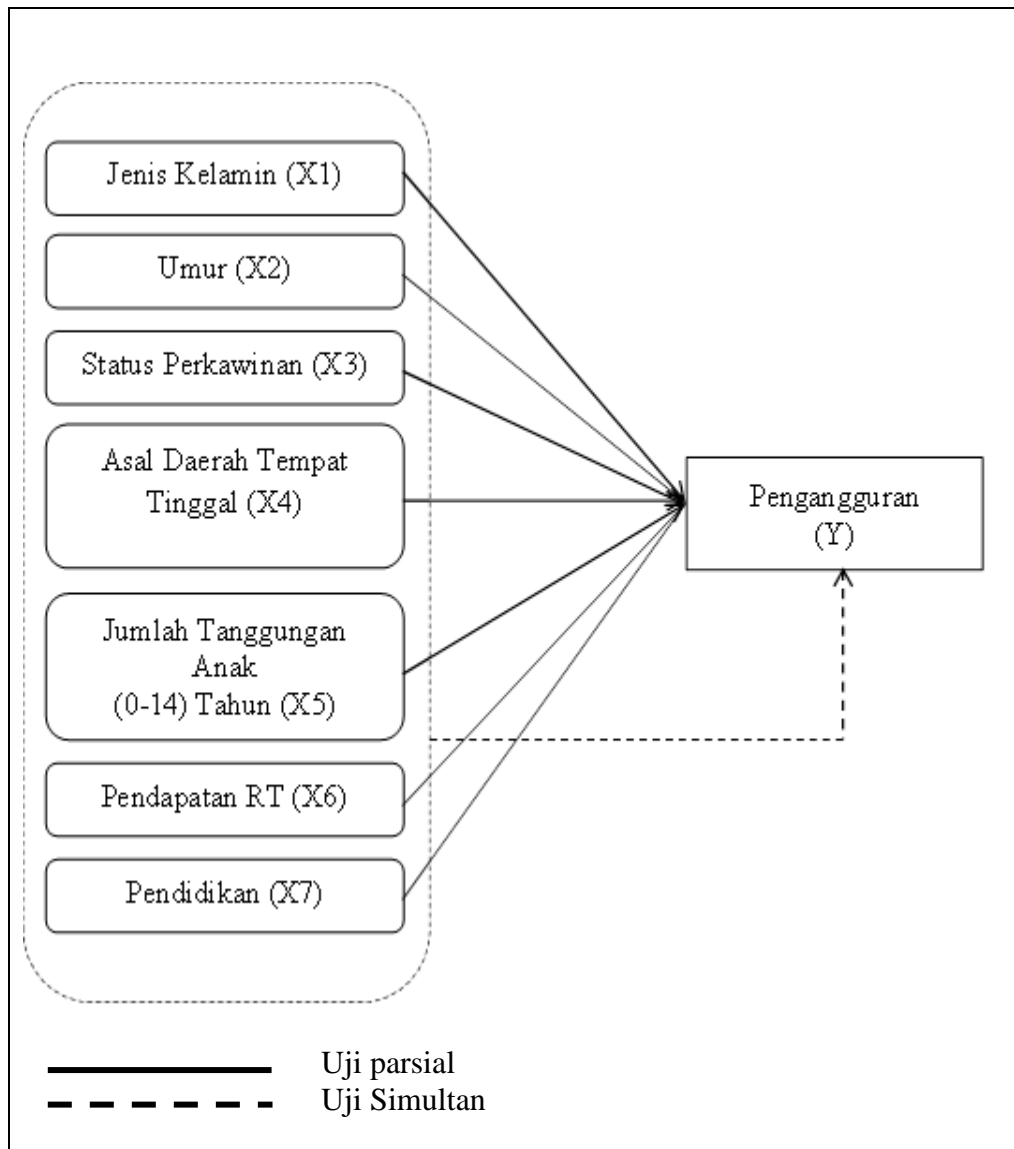 Jenis Kelamin (X1)
Umur (X2)
Status Perkawinan (X3)
Asal Daerah Tempat
Tinggal (X4)
Jumlah Tanggungan
Anak
(0-14) Tahun (X5)
Pendapatan RT (X6)
Pendidikan (X7)
Pengangguran
(Y)
Uji parsial
Uji Simultan